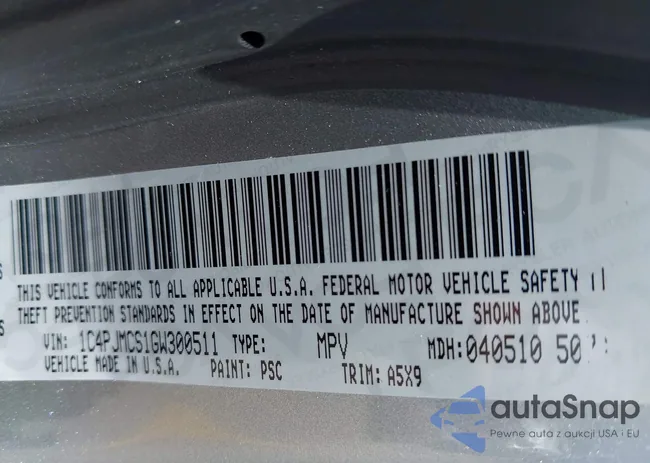 THIS VEHICLE CONFORMS TO ALL APPLICABLE U.S.A. FEDERAL MOTOR VEHICLE SAFETY
THEFT PREVENTION STANDARDS IN EFFECT ON THE DATE OF MANUFACTURE SHOWN ABOVE
VIN: 1C4PJMCS1GW300511 TYPE: MPV MDH: 040510 50
VEHICLE MADE IN U.S.A. PAINT: PSC TRIM: A5X9
autaSnap
Pewne auta z aukcji USA i EU